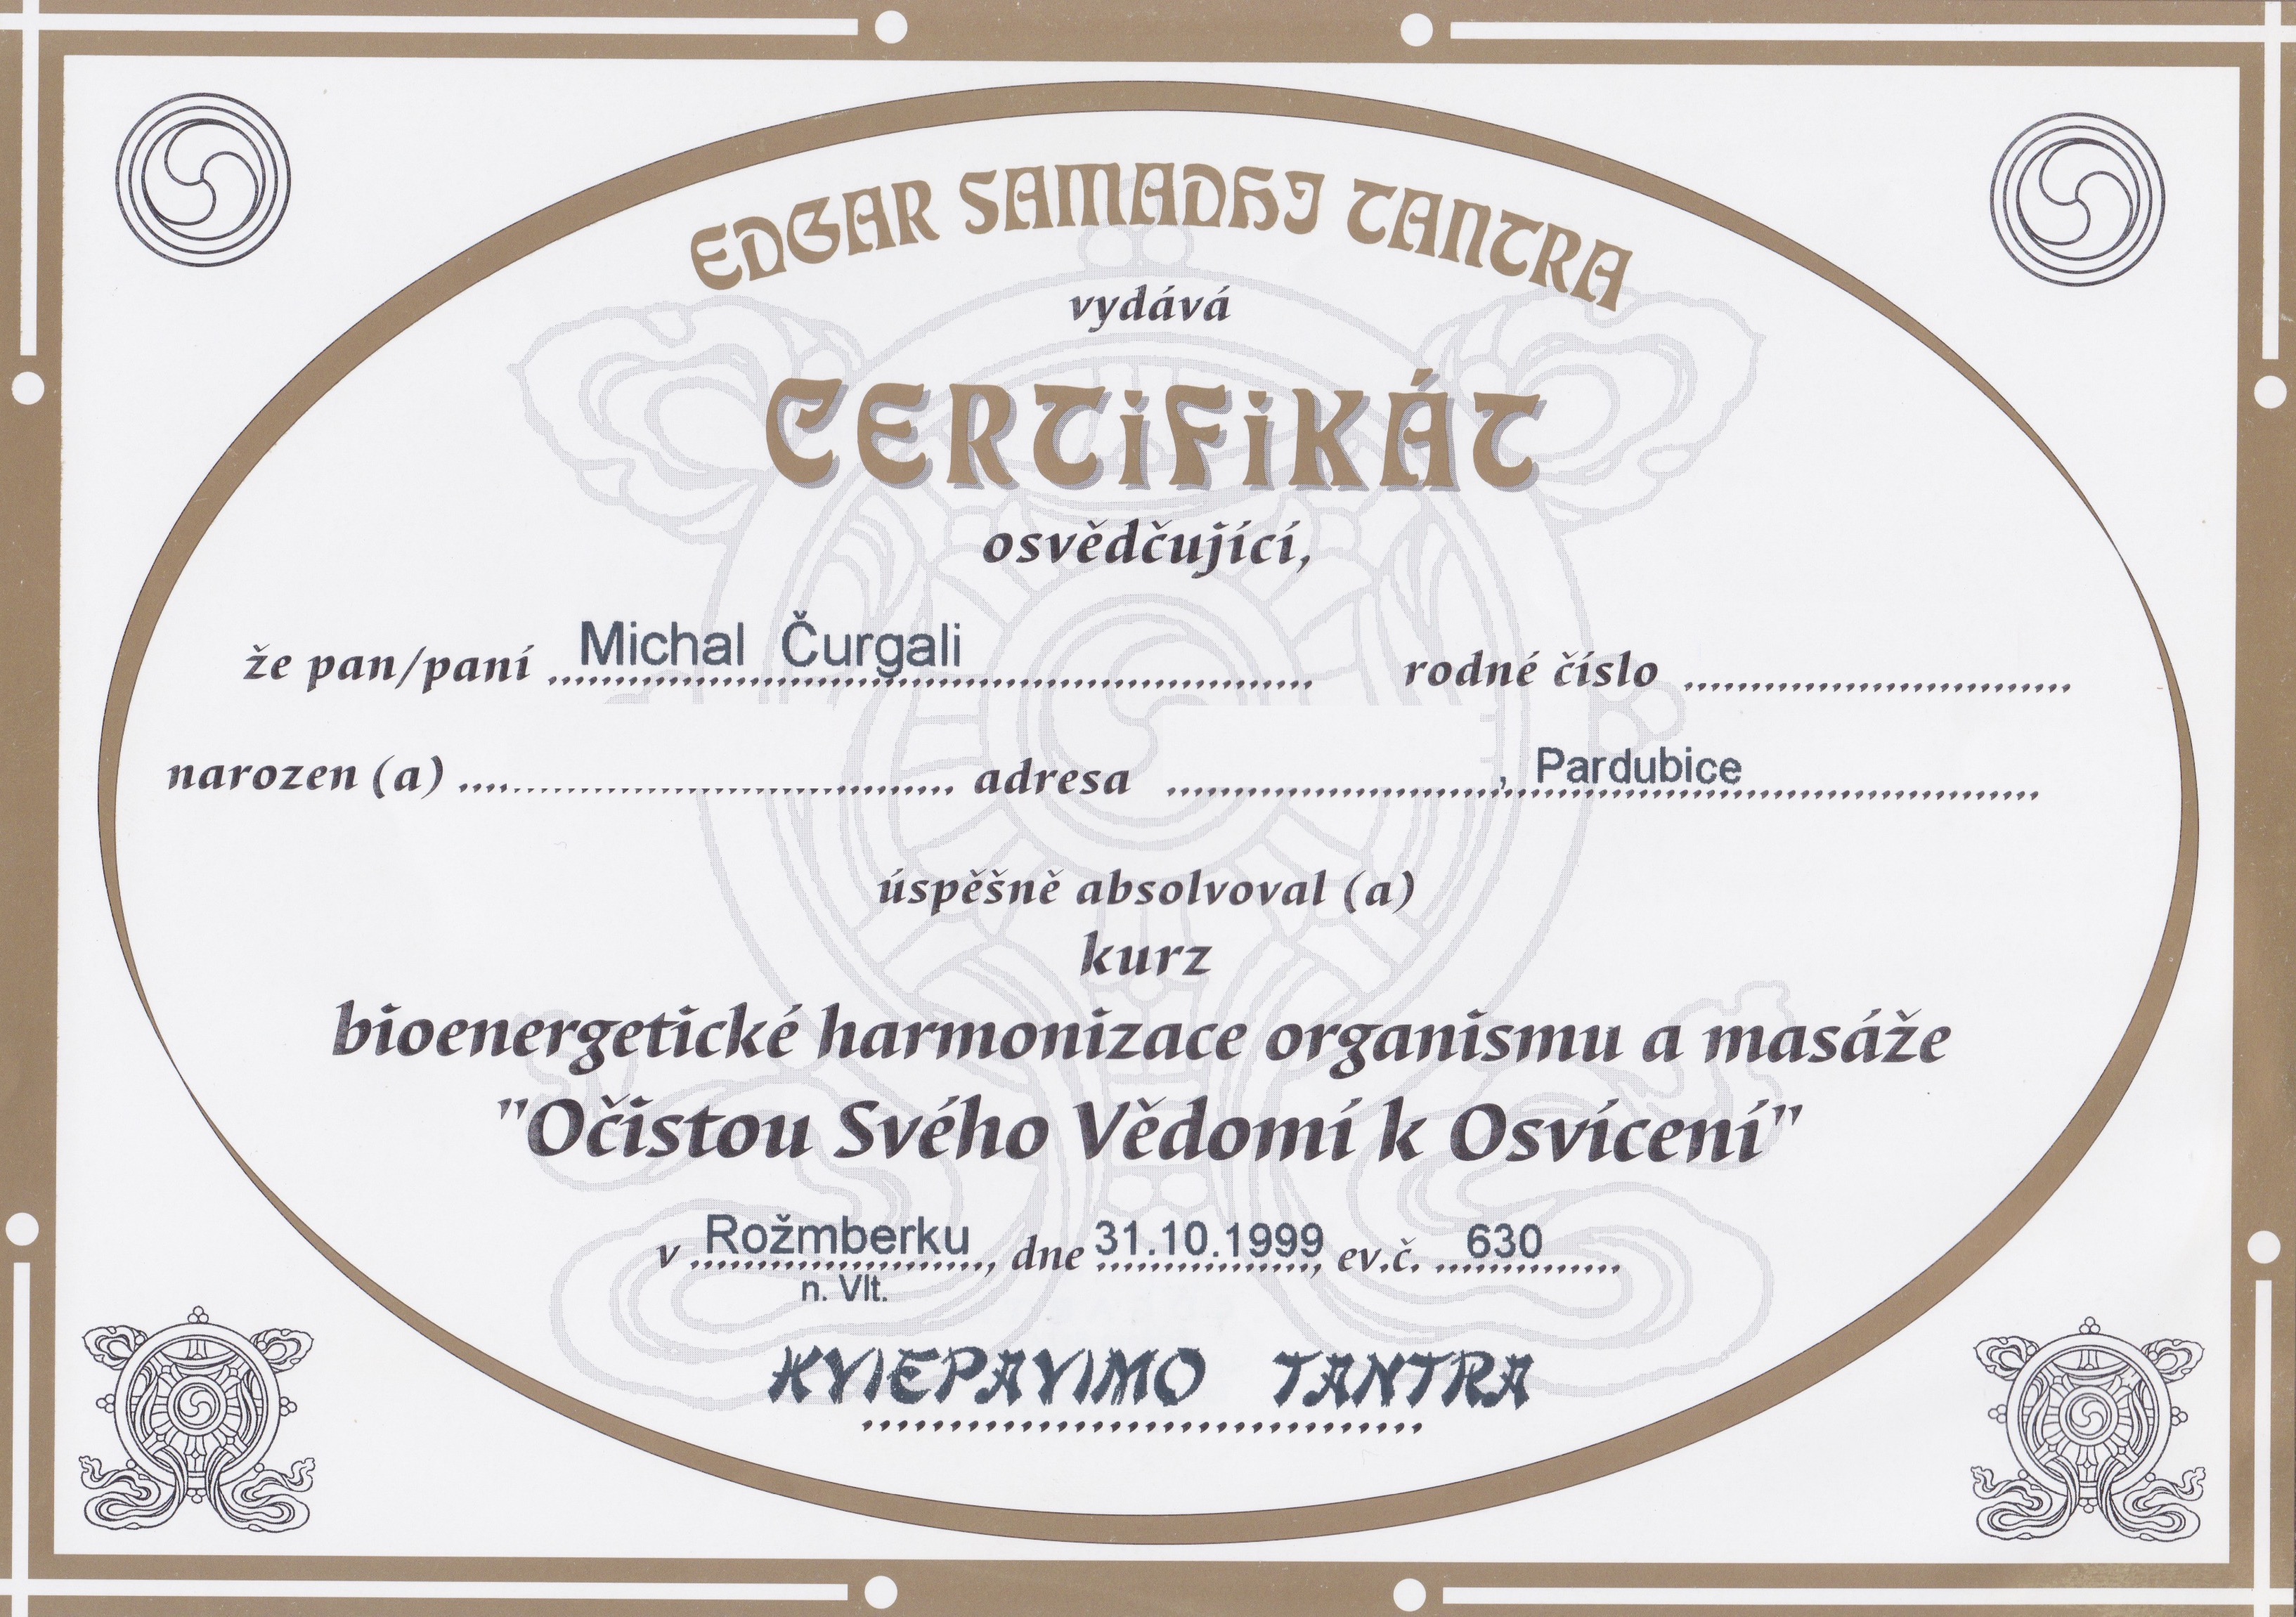 EDGAR SAMADHI TANTRA
vydává
CERTiFiKÁT
osvědčující,
že pan/paní Michal Čurgali rodné číslo
narozen (a) adresa , Pardubice
úspěšně absolvoval (a)
kurz
bioenergetické harmonizace organismu a masáže
"Očistou Svého Vědomí k Osvícení"
v Rožmberku, dne 31.10.1999, ev.č. 630
n. Vlt.
KVIEPAVIMO TANTRA